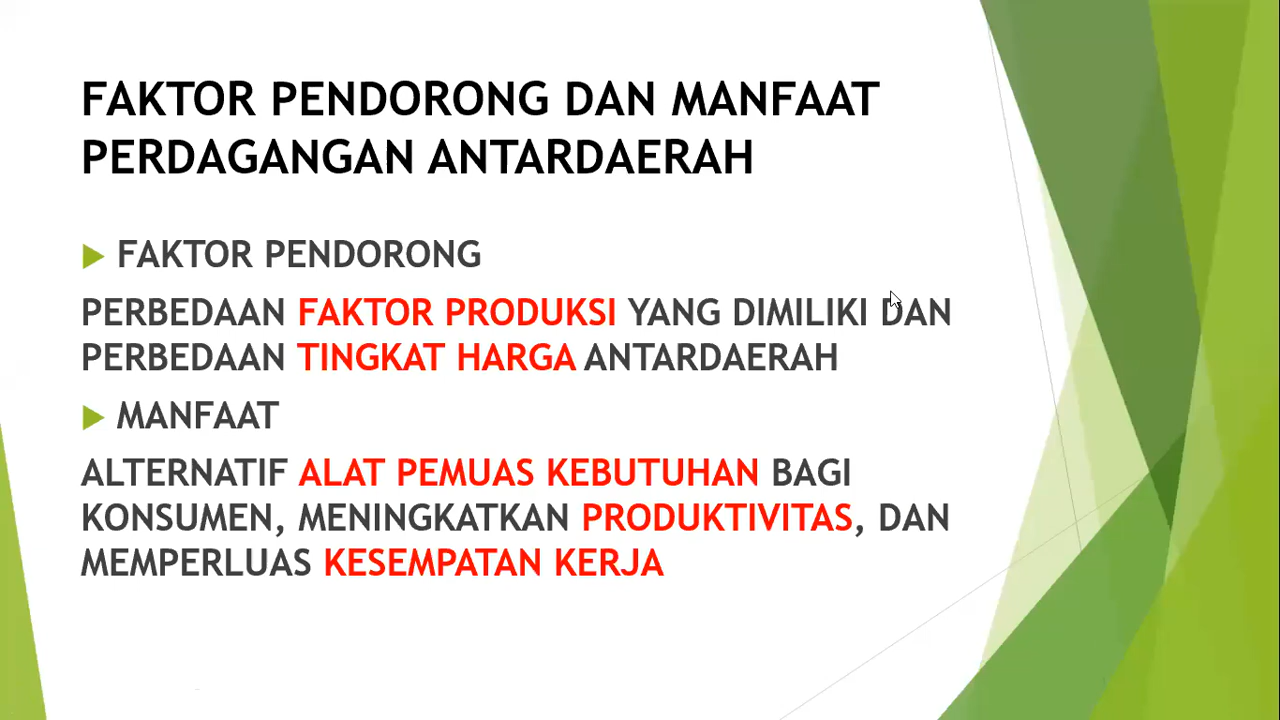 FAKTOR PENDORONG DAN MANFAAT
PERDAGANGAN ANTARDAERAH
FAKTOR PENDORONG
PERBEDAAN FAKTOR PRODUKSI YANG DIMILIKI DAN
PERBEDAAN TINGKAT HARGA ANTARDAERAH
MANFAAT
ALTERNATIF ALAT PEMUAS KEBUTUHAN BAGI
KONSUMEN, MENINGKATKAN PRODUKTIVITAS, DAN
MEMPERLUAS KESEMPATAN KERJA